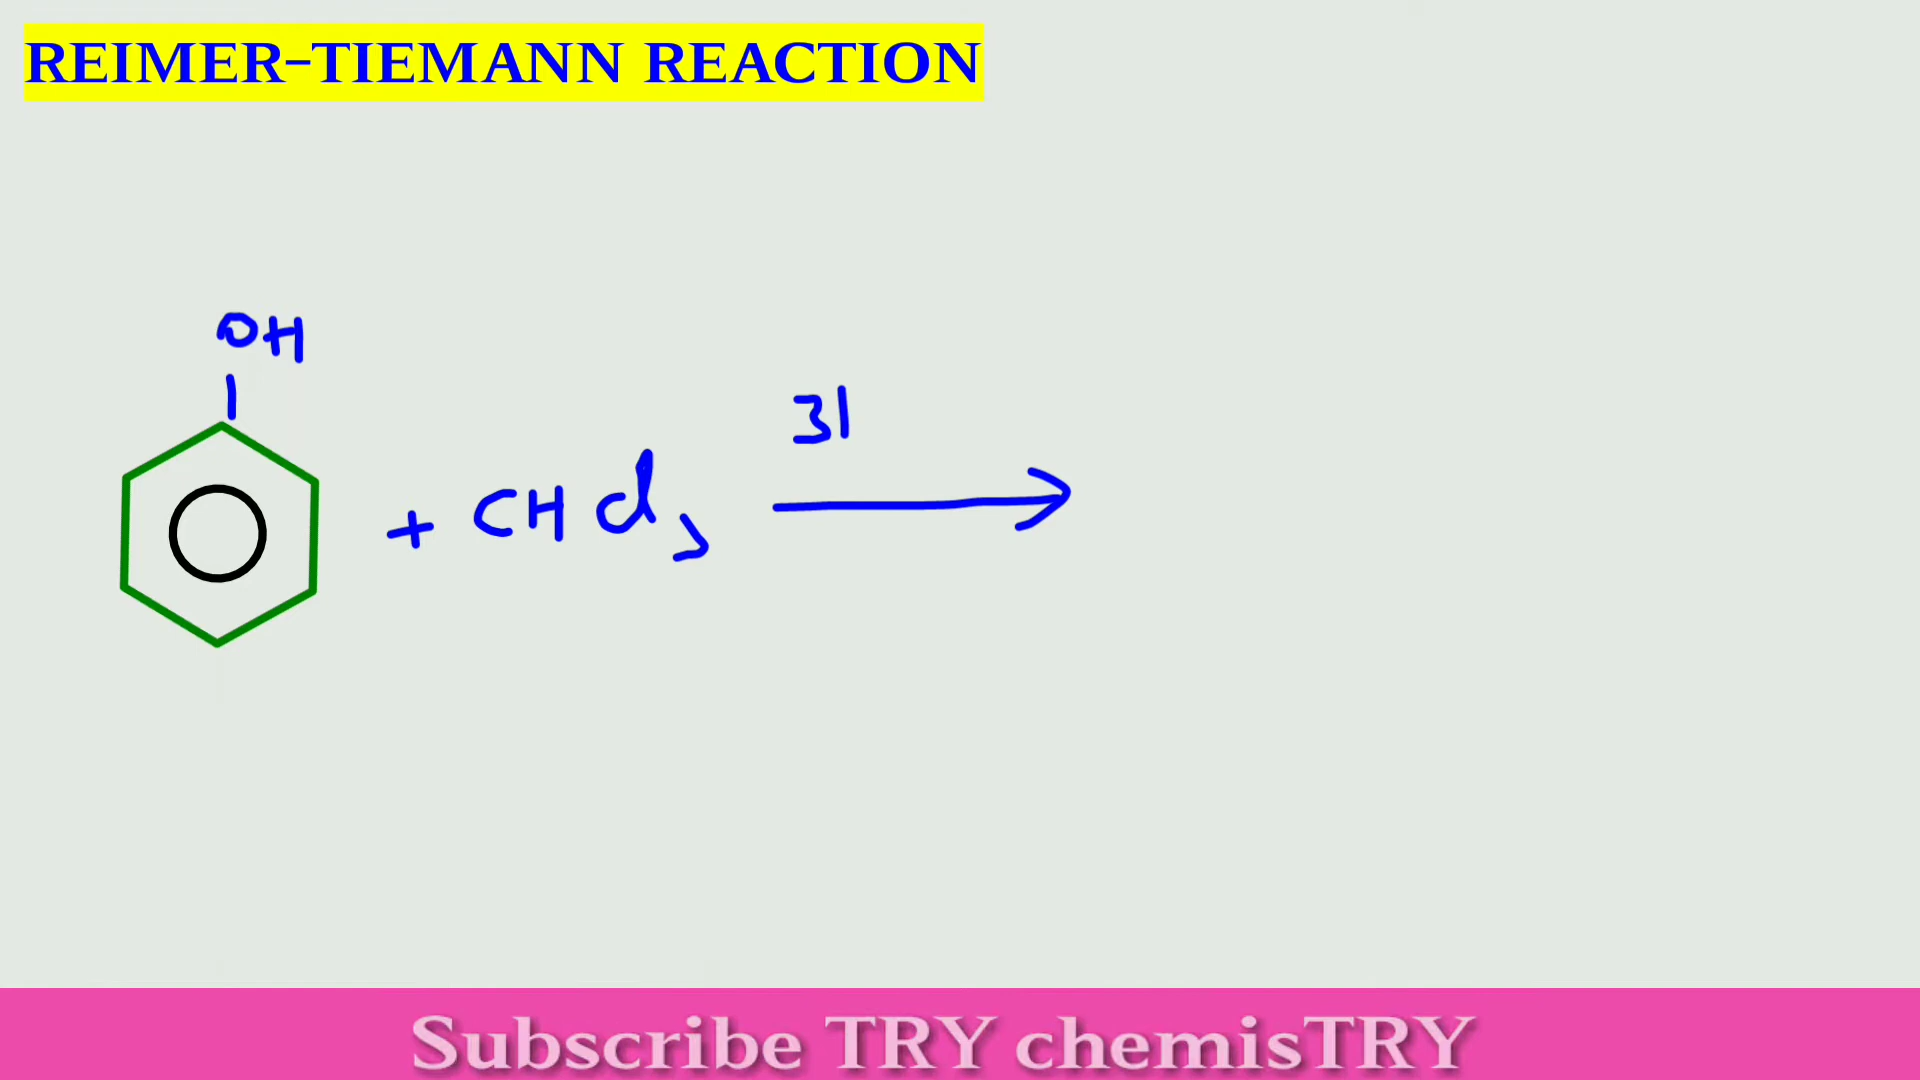 REIMER-TIEMANN REACTION
OH
31
+ CHCl3
Subscribe TRY chemisTRY